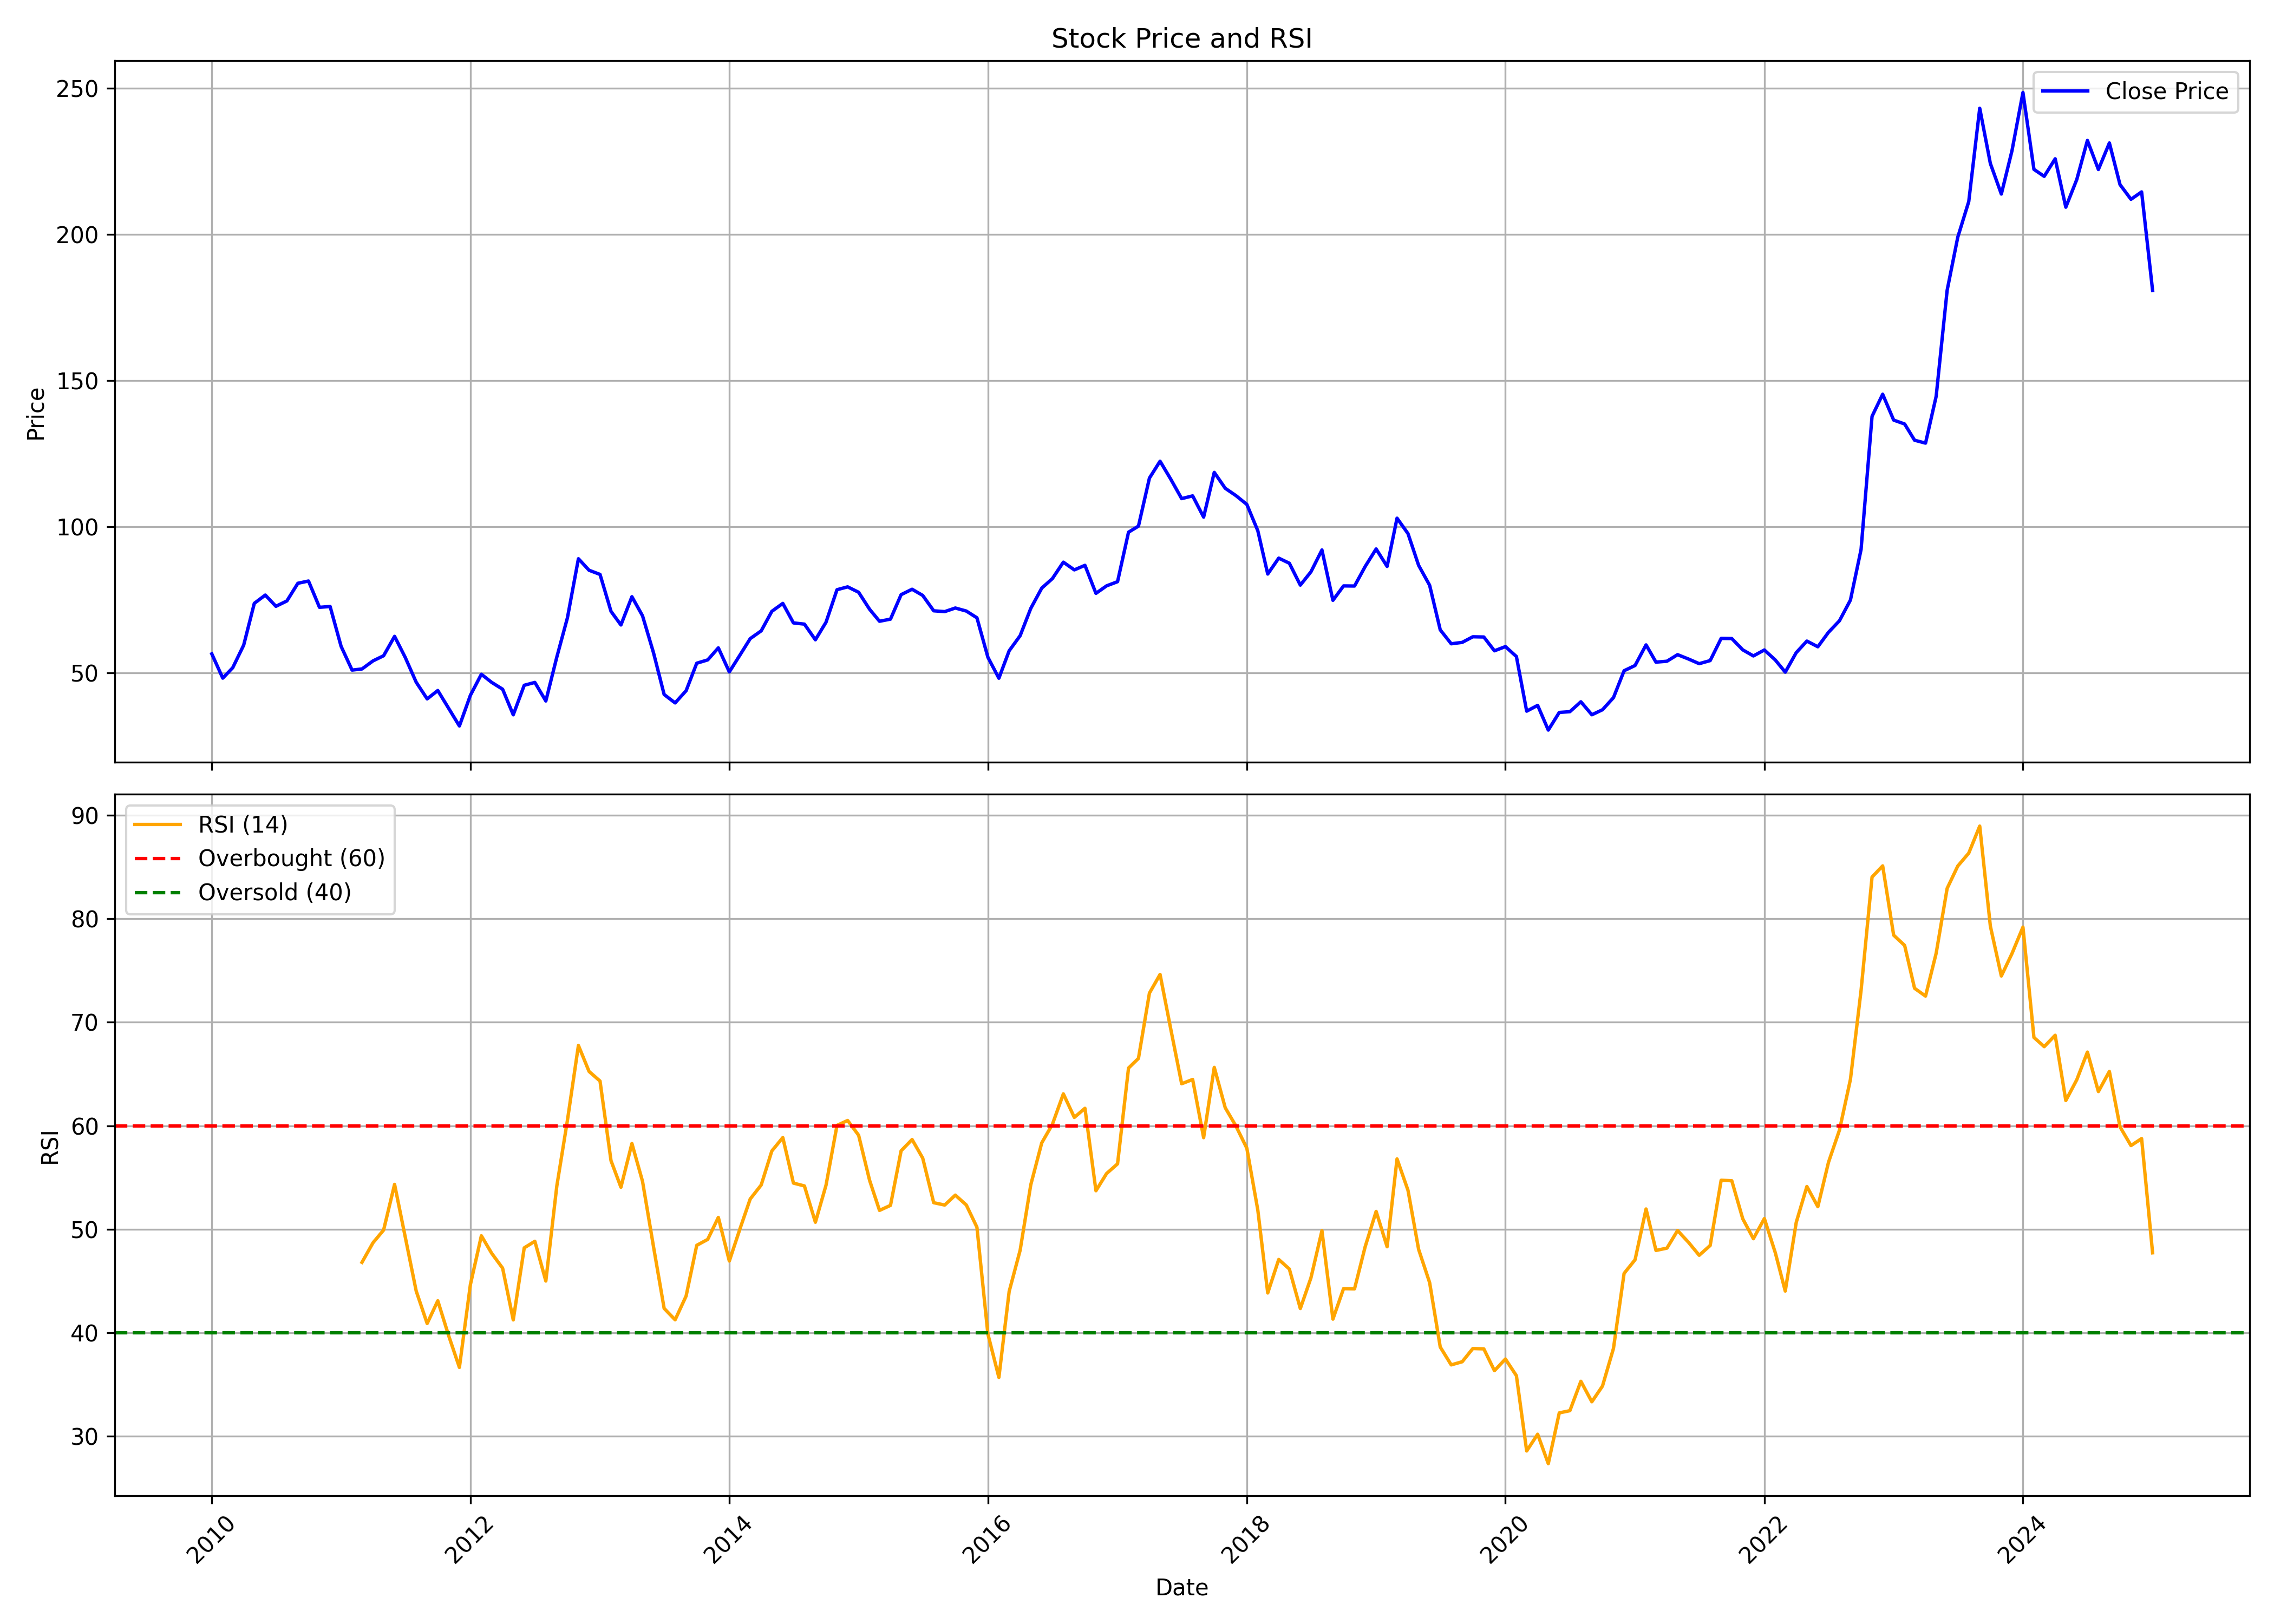 Stock Price and RSI
250
200
150
100
50
Price
Close Price
90
80
70
60
50
40
30
RSI
RSI (14)
Overbought (60)
Oversold (40)
2010
2012
2014
2016
2018
2020
2022
2024
Date